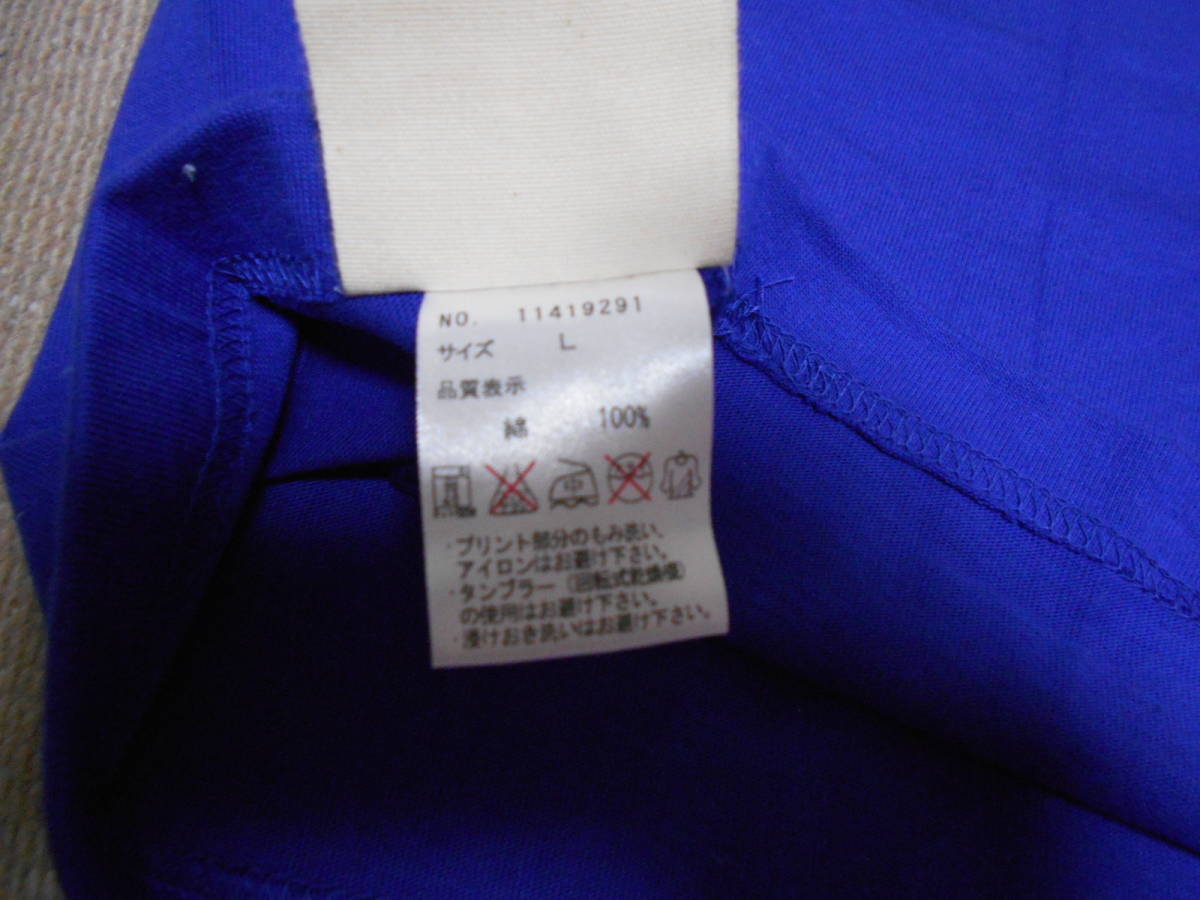 NO. 11419291
サイズ L
品質表示
綿 100%
中
・プリント部分のもみ洗い、
アイロンはお避け下さい。
・タンブラー（回転式乾燥機）
の使用はお避け下さい。
・浸けおき洗いはお避け下さい。